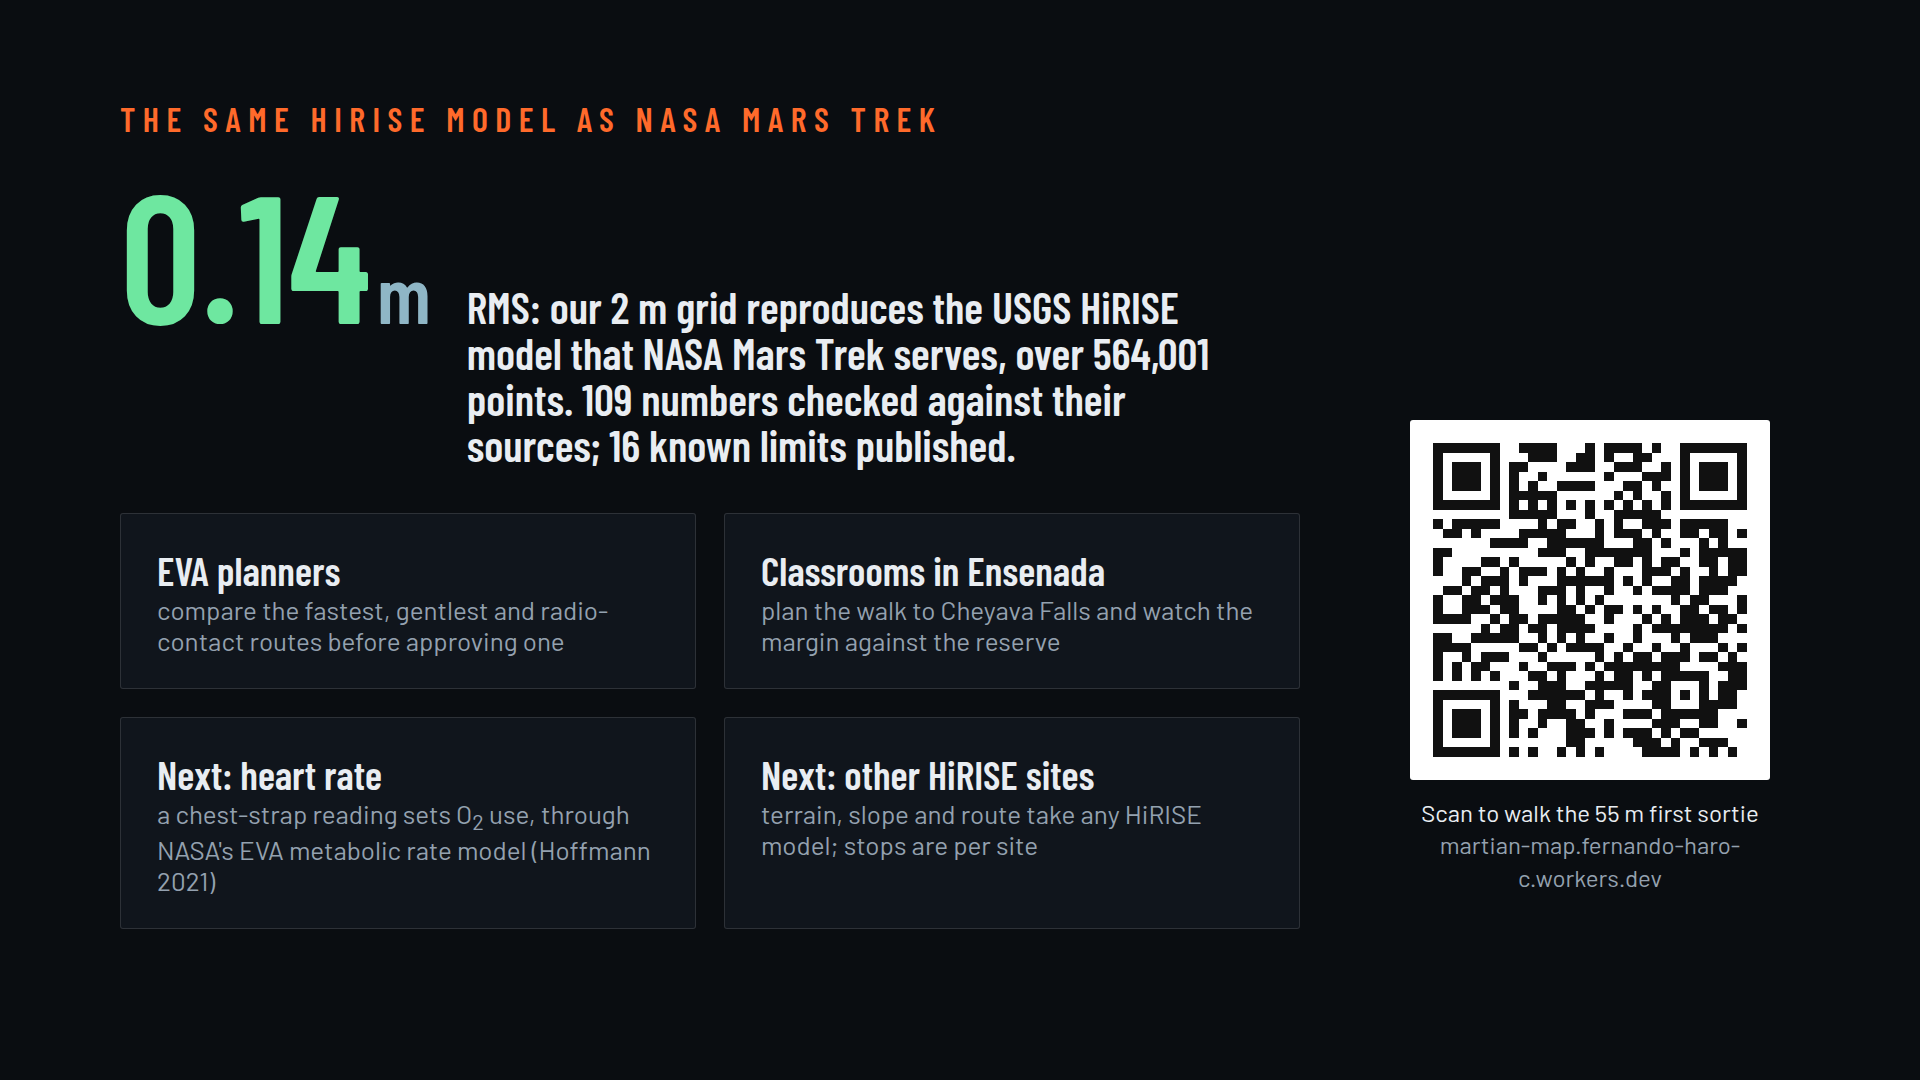 THE SAME HIRISE MODEL AS NASA MARS TREK
0.14 m
RMS: our 2 m grid reproduces the USGS HiRISE
model that NASA Mars Trek serves, over 564,001
points. 109 numbers checked against their
sources; 16 known limits published.
EVA planners
compare the fastest, gentlest and radio-
contact routes before approving one
Classrooms in Ensenada
plan the walk to Cheyava Falls and watch the
margin against the reserve
Next: heart rate
a chest-strap reading sets O₂ use, through
NASA's EVA metabolic rate model (Hoffmann
2021)
Next: other HiRISE sites
terrain, slope and route take any HiRISE
model; stops are per site
Scan to walk the 55 m first sortie
martian-map.fernando-haro-
c.workers.dev